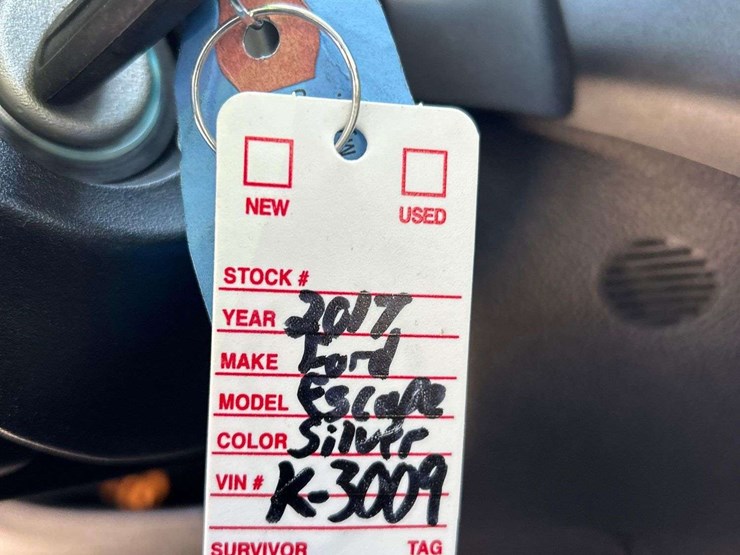 NEW USED
STOCK #
YEAR 2017
MAKE Ford
MODEL Escape
COLOR Silver
VIN # K-3009
SURVIVOR TAG